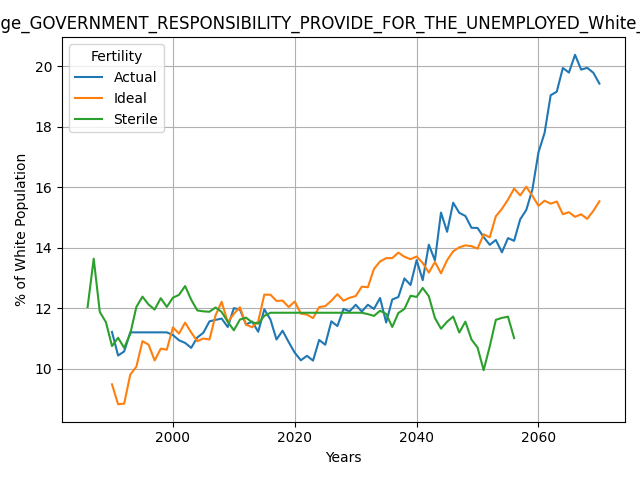 ge_GOVERNMENT_RESPONSIBILITY_PROVIDE_FOR_THE_UNEMPLOYED_White_
Fertility
Actual
Ideal
Sterile
% of White Population
20
18
16
14
12
10
2000
2020
2040
2060
Years